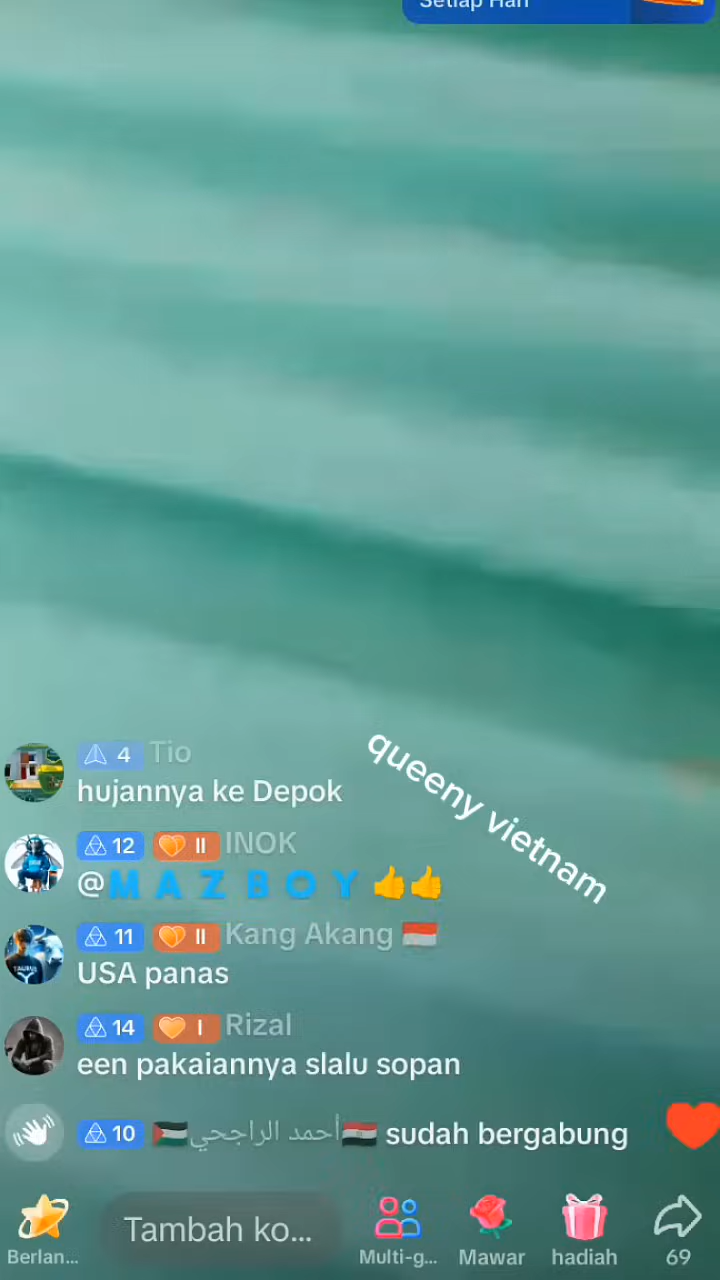 Setiap Hari
queeny vietnam
4 Tio
hujannya ke Depok
12 II INOK
@M A Z B O Y 👍👍
11 II Kang Akang 🇮🇩
USA panas
14 I Rizal
een pakaiannya slalu sopan
10 🇵🇸أحمد الراجحي🇪🇬 sudah bergabung
Tambah ko...
Berlan... Multi-g... Mawar hadiah 69